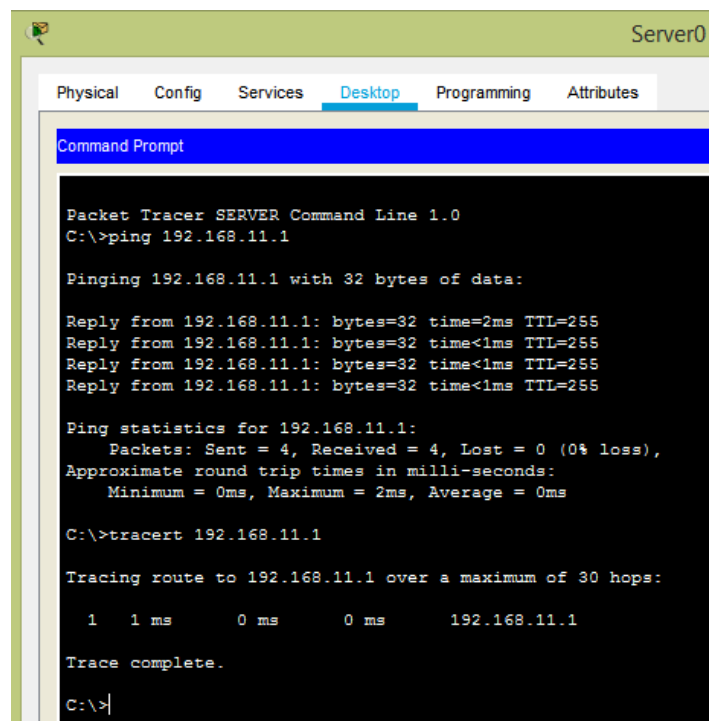 Server0
Physical Config Services Desktop Programming Attributes
Command Prompt
Packet Tracer SERVER Command Line 1.0
C:\>ping 192.168.11.1
Pinging 192.168.11.1 with 32 bytes of data:
Reply from 192.168.11.1: bytes=32 time=2ms TTL=255
Reply from 192.168.11.1: bytes=32 time<1ms TTL=255
Reply from 192.168.11.1: bytes=32 time<1ms TTL=255
Reply from 192.168.11.1: bytes=32 time<1ms TTL=255
Ping statistics for 192.168.11.1:
Packets: Sent = 4, Received = 4, Lost = 0 (0% loss),
Approximate round trip times in milli-seconds:
Minimum = 0ms, Maximum = 2ms, Average = 0ms
C:\>tracert 192.168.11.1
Tracing route to 192.168.11.1 over a maximum of 30 hops:
1 1 ms 0 ms 0 ms 192.168.11.1
Trace complete.
C:\>